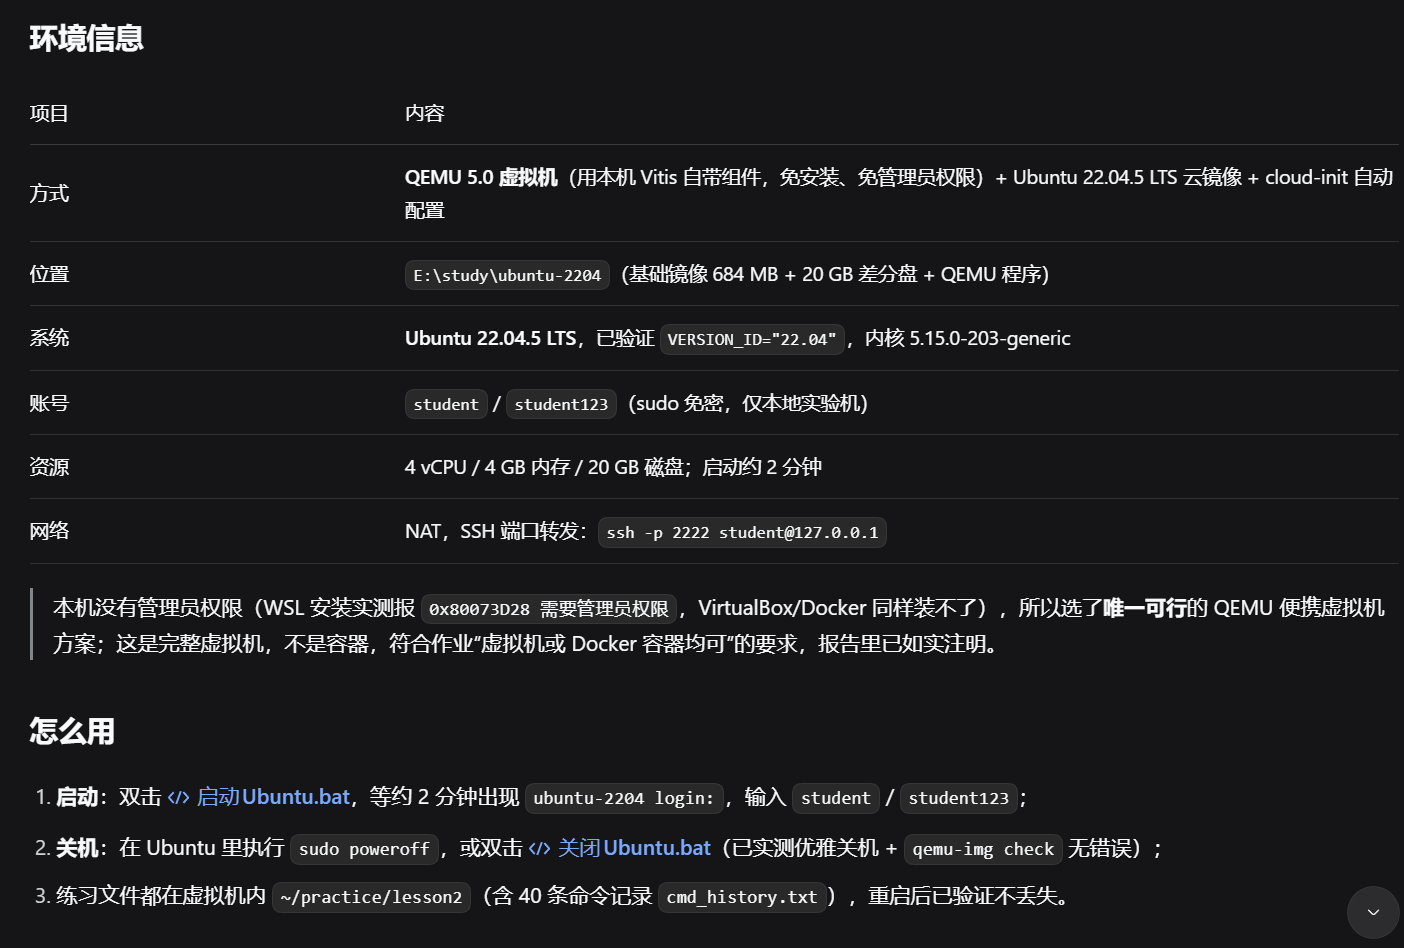 环境信息
项目 内容
方式 QEMU 5.0 虚拟机（用本机 Vitis 自带组件，免安装、免管理员权限）+ Ubuntu 22.04.5 LTS 云镜像 + cloud-init 自动
配置
位置 E:\study\ubuntu-2204（基础镜像 684 MB + 20 GB 差分盘 + QEMU 程序）
系统 Ubuntu 22.04.5 LTS，已验证 VERSION_ID="22.04"，内核 5.15.0-203-generic
账号 student / student123（sudo 免密，仅本地实验机）
资源 4 vCPU / 4 GB 内存 / 20 GB 磁盘；启动约 2 分钟
网络 NAT，SSH 端口转发：ssh -p 2222 student@127.0.0.1
本机没有管理员权限（WSL 安装实测报 0x80073D28 需要管理员权限，VirtualBox/Docker 同样装不了），所以选了唯一可行的 QEMU 便携虚拟机
方案；这是完整虚拟机，不是容器，符合作业“虚拟机或 Docker 容器均可”的要求，报告里已如实注明。
怎么用
1. 启动：双击 </> 启动Ubuntu.bat，等约 2 分钟出现 ubuntu-2204 login:，输入 student / student123；
2. 关机：在 Ubuntu 里执行 sudo poweroff，或双击 </> 关闭Ubuntu.bat（已实测优雅关机 + qemu-img check 无错误）；
3. 练习文件都在虚拟机内 ~/practice/lesson2（含 40 条命令记录 cmd_history.txt），重启后已验证不丢失。